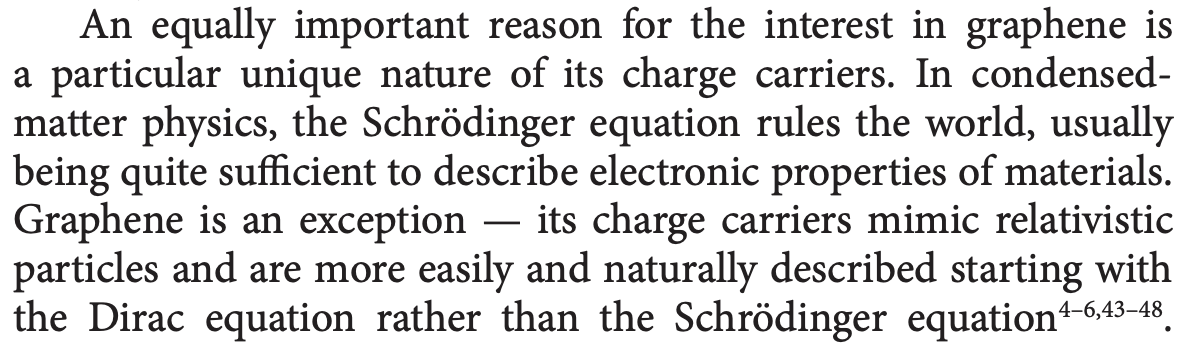 An equally important reason for the interest in graphene is
a particular unique nature of its charge carriers. In condensed-
matter physics, the Schrödinger equation rules the world, usually
being quite sufficient to describe electronic properties of materials.
Graphene is an exception — its charge carriers mimic relativistic
particles and are more easily and naturally described starting with
the Dirac equation rather than the Schrödinger equation⁴⁻⁶,⁴³⁻⁴⁸.